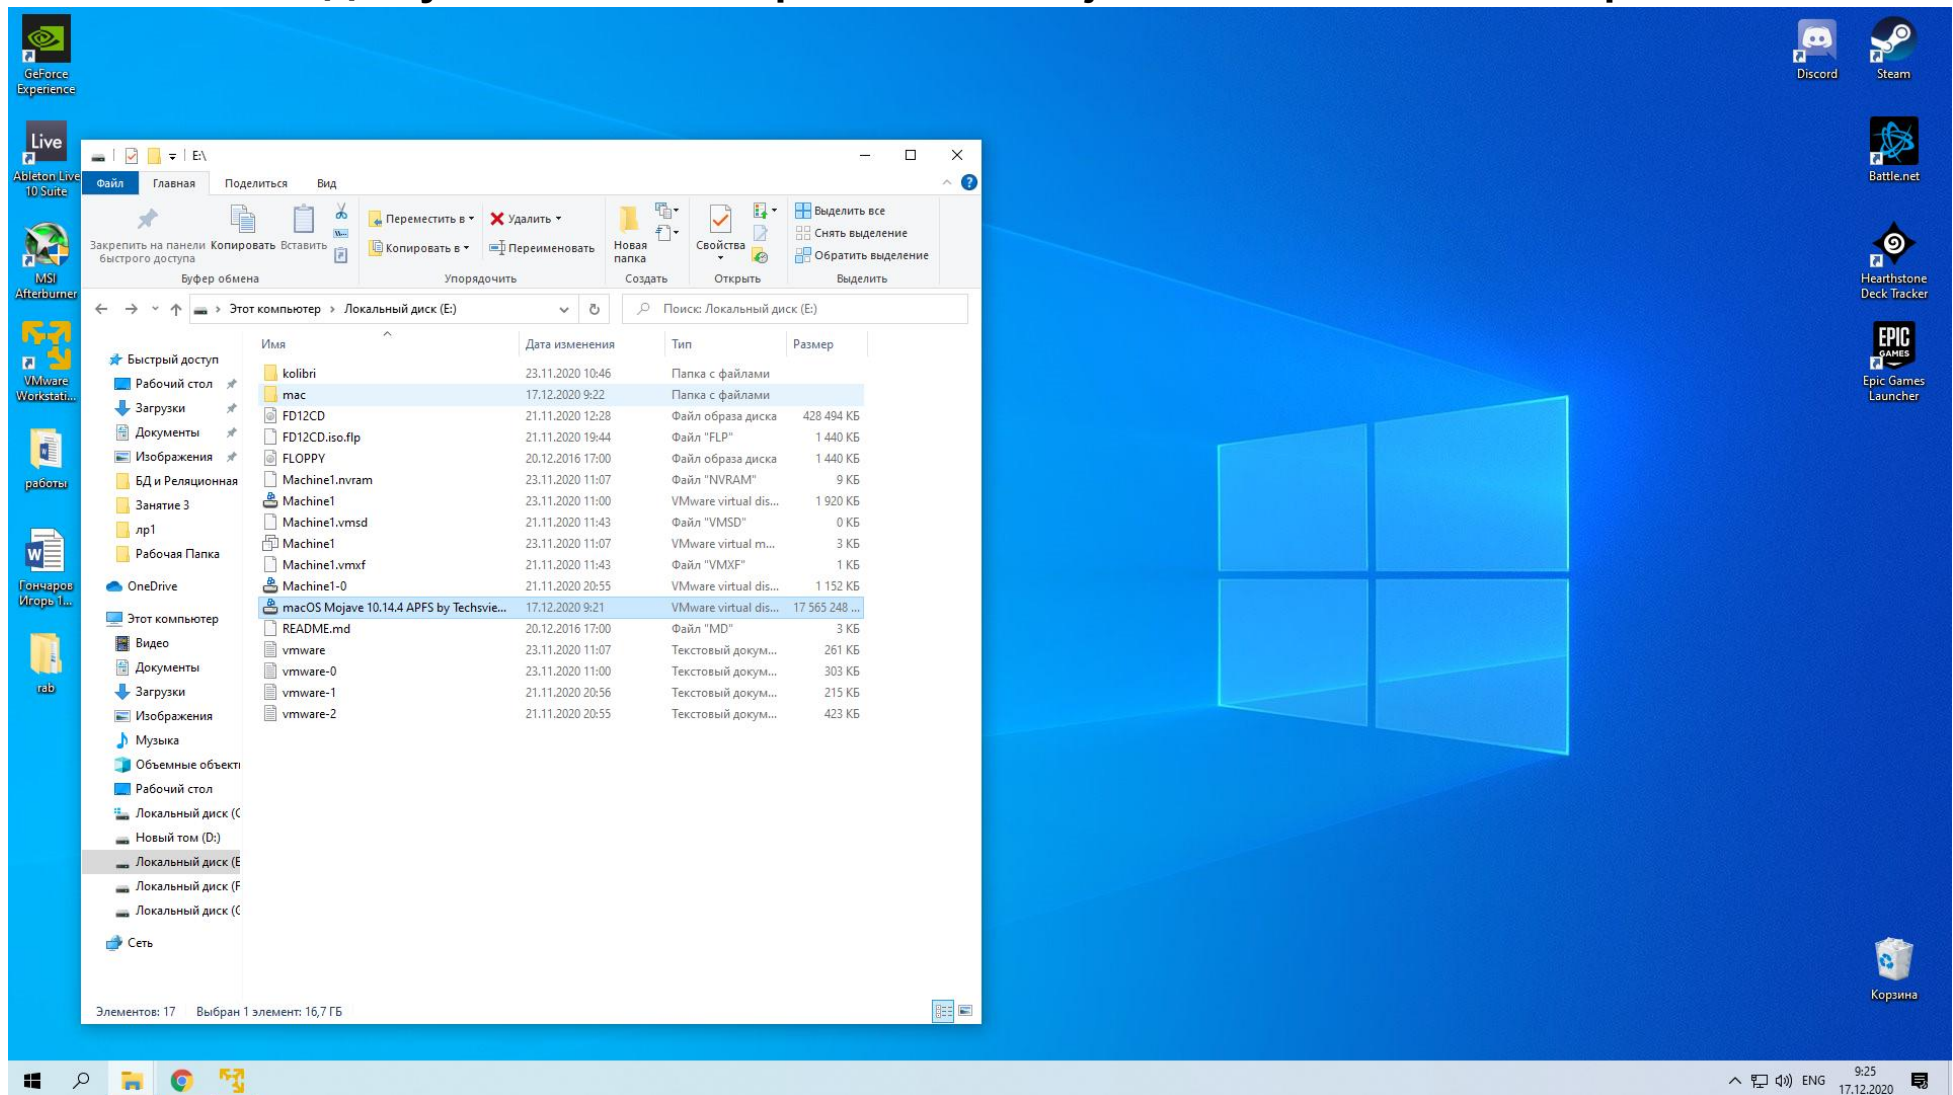 GeForce
Experience
Live
Ableton Live
10 Suite
MSI
Afterburner
VMware
Workstati...
работы
Гончаров
Игорь 1...
rab
E:\
Файл
Главная
Поделиться
Вид
Закрепить на панели
быстрого доступа
Копировать
Вставить
Переместить в
Копировать в
Удалить
Переименовать
Новая
папка
Свойства
Выделить все
Снять выделение
Обратить выделение
Буфер обмена
Упорядочить
Создать
Открыть
Выделить
Этот компьютер › Локальный диск (E:)
Поиск: Локальный диск (E:)
Быстрый доступ
Рабочий стол
Загрузки
Документы
Изображения
БД и Реляционная
Занятие 3
лр1
Рабочая Папка
OneDrive
Этот компьютер
Видео
Документы
Загрузки
Изображения
Музыка
Объемные объекты
Рабочий стол
Локальный диск (C
Новый том (D:)
Локальный диск (E
Локальный диск (F
Локальный диск (G
Сеть
Имя Дата изменения Тип Размер
kolibri 23.11.2020 10:46 Папка с файлами
mac 17.12.2020 9:22 Папка с файлами
FD12CD 21.11.2020 12:28 Файл образа диска 428 494 КБ
FD12CD.iso.flp 21.11.2020 19:44 Файл "FLP" 1 440 КБ
FLOPPY 20.12.2016 17:00 Файл образа диска 1 440 КБ
Machine1.nvram 23.11.2020 11:07 Файл "NVRAM" 9 КБ
Machine1 23.11.2020 11:00 VMware virtual dis... 1 920 КБ
Machine1.vmsd 21.11.2020 11:43 Файл "VMSD" 0 КБ
Machine1 23.11.2020 11:07 VMware virtual m... 3 КБ
Machine1.vmxf 21.11.2020 11:43 Файл "VMXF" 1 КБ
Machine1-0 21.11.2020 20:55 VMware virtual dis... 1 152 КБ
macOS Mojave 10.14.4 APFS by Techsvie... 17.12.2020 9:21 VMware virtual dis... 17 565 248 ...
README.md 20.12.2016 17:00 Файл "MD" 3 КБ
vmware 23.11.2020 11:07 Текстовый докум... 261 КБ
vmware-0 23.11.2020 11:00 Текстовый докум... 303 КБ
vmware-1 21.11.2020 20:56 Текстовый докум... 215 КБ
vmware-2 21.11.2020 20:55 Текстовый докум... 423 КБ
Элементов: 17 Выбран 1 элемент: 16,7 ГБ
Discord
Steam
Battle.net
Hearthstone
Deck Tracker
EPIC
GAMES
Epic Games
Launcher
Корзина
ENG
9:25
17.12.2020